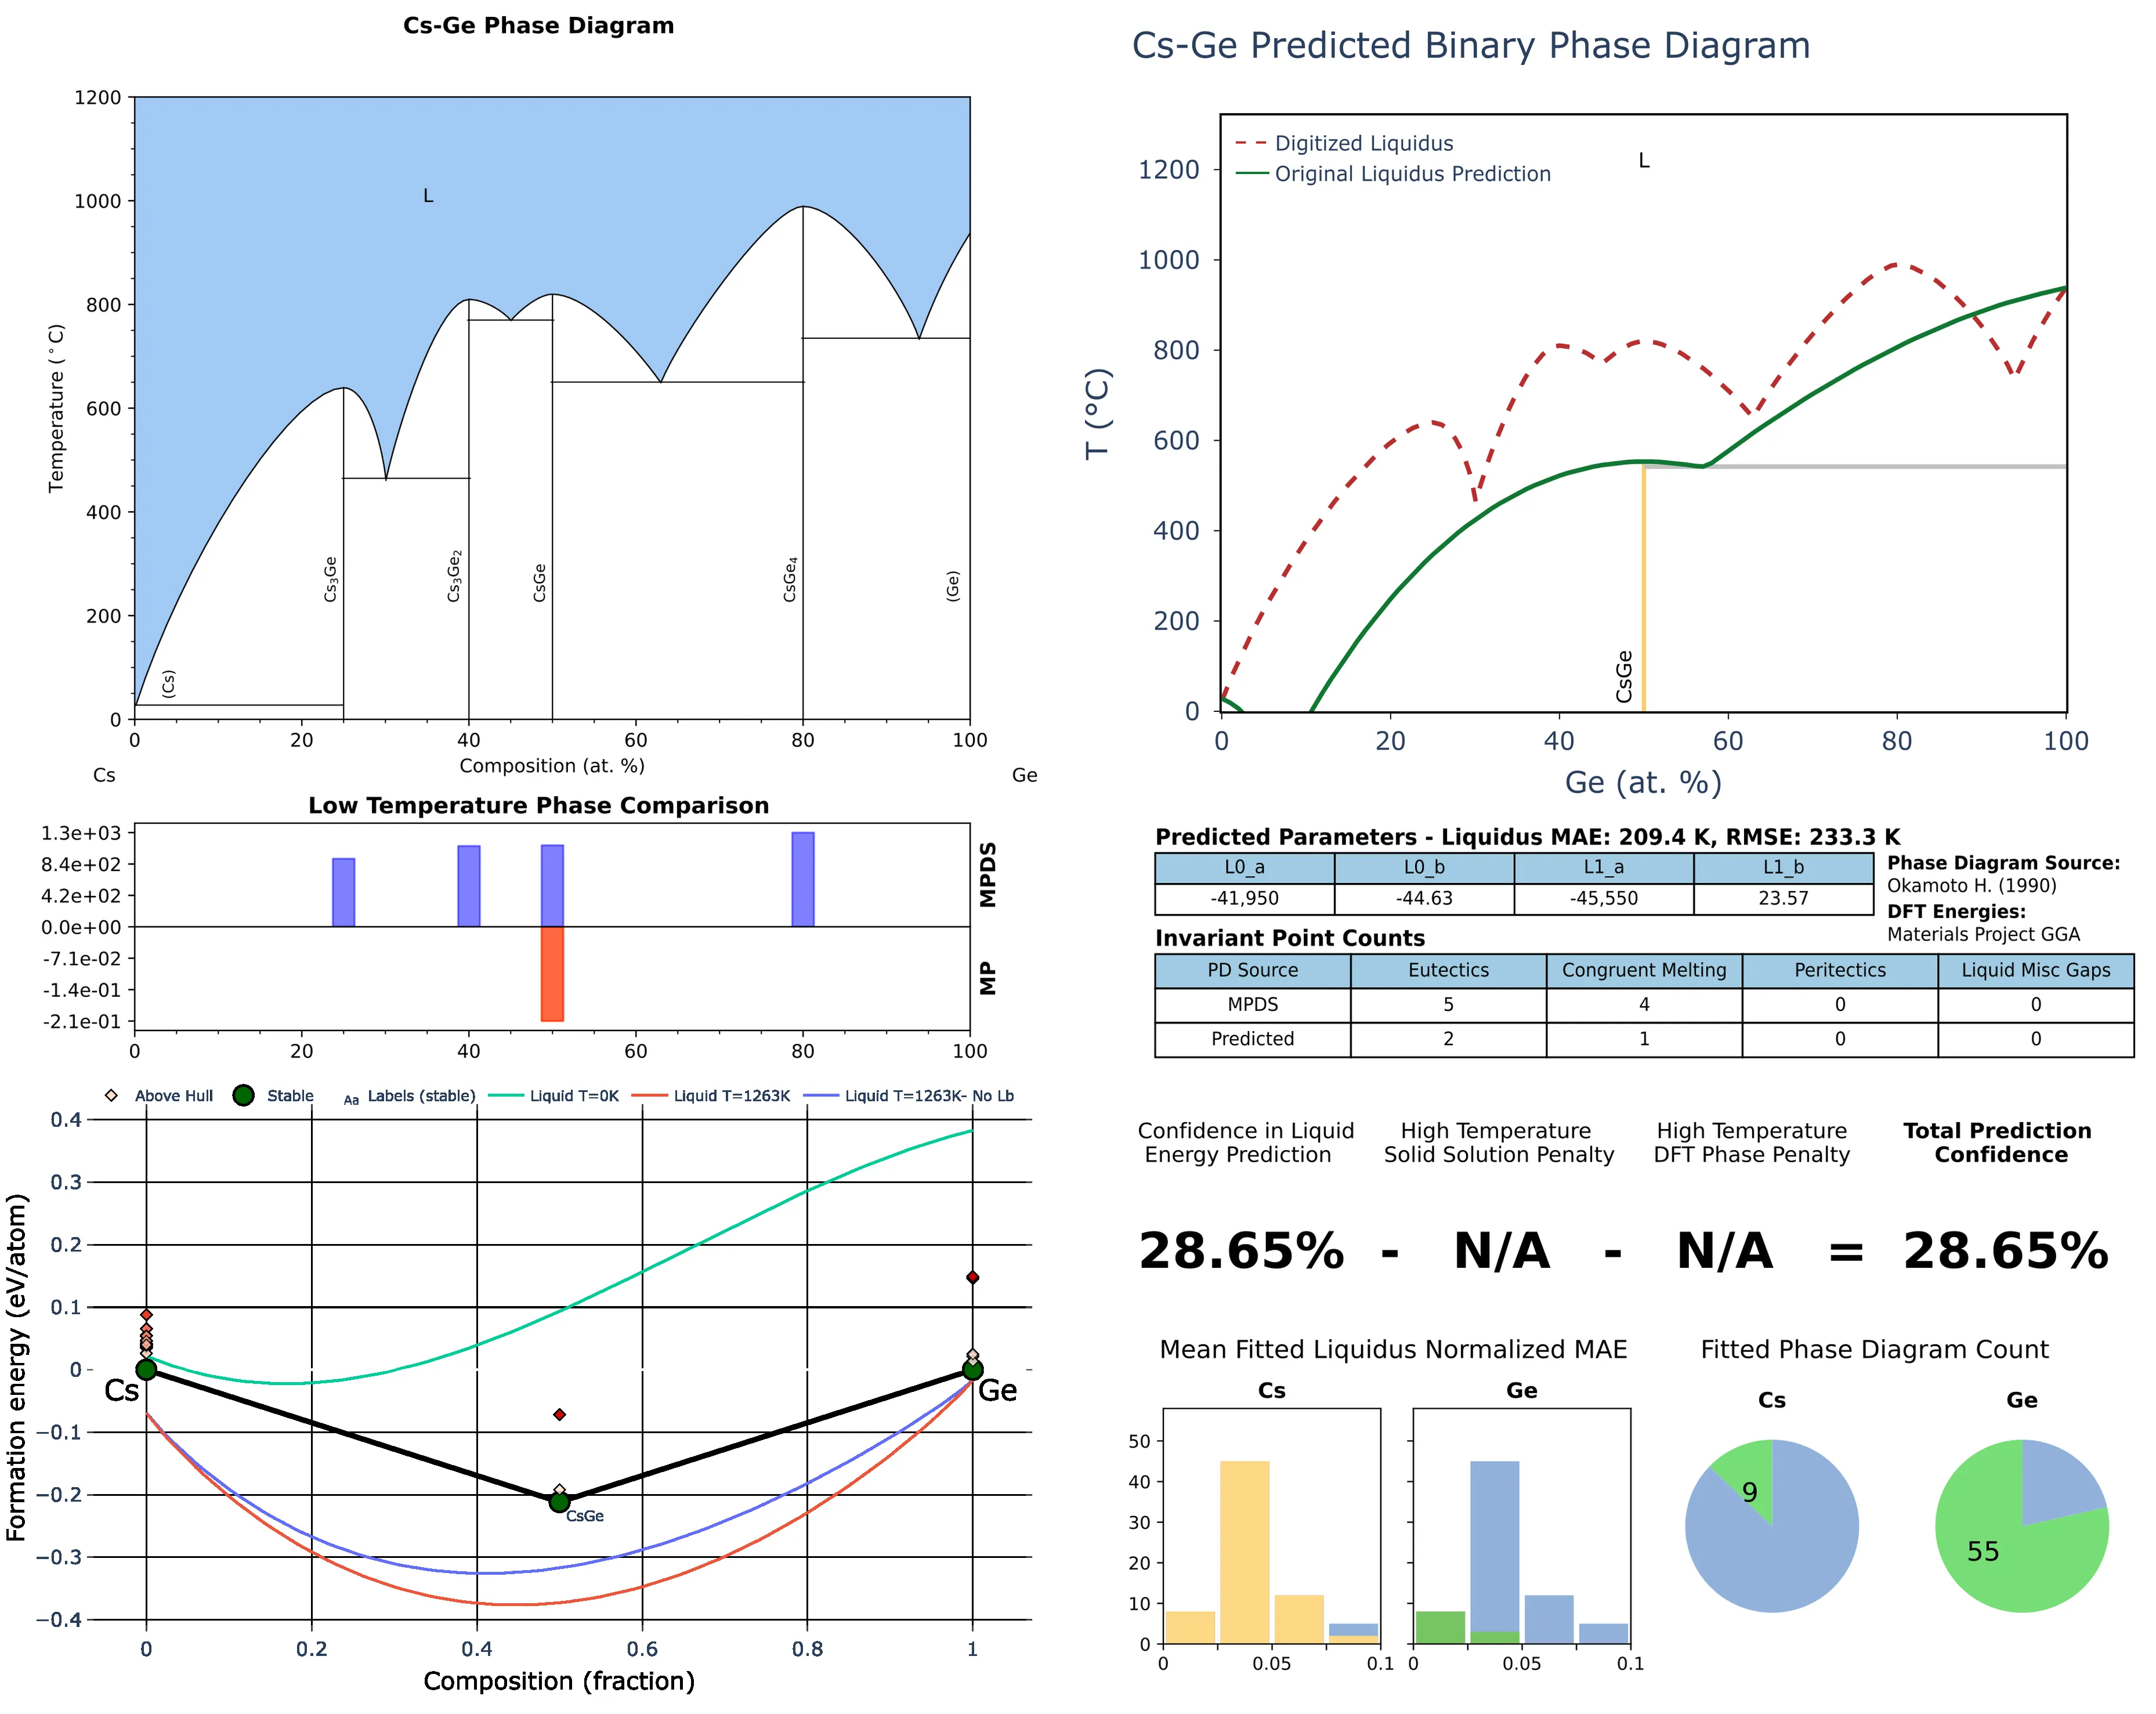 Cs-Ge Phase Diagram
1200
1000
800
600
400
200
0
Temperature (°C)
L
Cs3Ge
Cs3Ge2
CsGe
CsGe4
(Ge)
(Cs)
0 20 40 60 80 100
Cs Composition (at. %) Ge
Low Temperature Phase Comparison
1.3e+03
8.4e+02
4.2e+02
0.0e+00
-7.1e-02
-1.4e-01
-2.1e-01
MPDS
MP
0 20 40 60 80 100
Above Hull Stable Aa Labels (stable) Liquid T=0K Liquid T=1263K Liquid T=1263K- No Lb
0.4
0.3
0.2
0.1
0
−0.1
−0.2
−0.3
−0.4
Formation energy (eV/atom)
Cs
Ge
CsGe
0 0.2 0.4 0.6 0.8 1
Composition (fraction)
Cs-Ge Predicted Binary Phase Diagram
Digitized Liquidus
Original Liquidus Prediction
L
1200
1000
800
600
400
200
0
T (°C)
CsGe
0 20 40 60 80 100
Ge (at. %)
Predicted Parameters - Liquidus MAE: 209.4 K, RMSE: 233.3 K
L0_a L0_b L1_a L1_b
-41,950 -44.63 -45,550 23.57
Phase Diagram Source:
Okamoto H. (1990)
DFT Energies:
Materials Project GGA
Invariant Point Counts
PD Source Eutectics Congruent Melting Peritectics Liquid Misc Gaps
MPDS 5 4 0 0
Predicted 2 1 0 0
Confidence in Liquid Energy Prediction
High Temperature Solid Solution Penalty
High Temperature DFT Phase Penalty
Total Prediction Confidence
28.65% - N/A - N/A = 28.65%
Mean Fitted Liquidus Normalized MAE
Cs
Ge
50
40
30
20
10
0
0 0.05 0.1
0 0.05 0.1
Fitted Phase Diagram Count
Cs
Ge
9
55